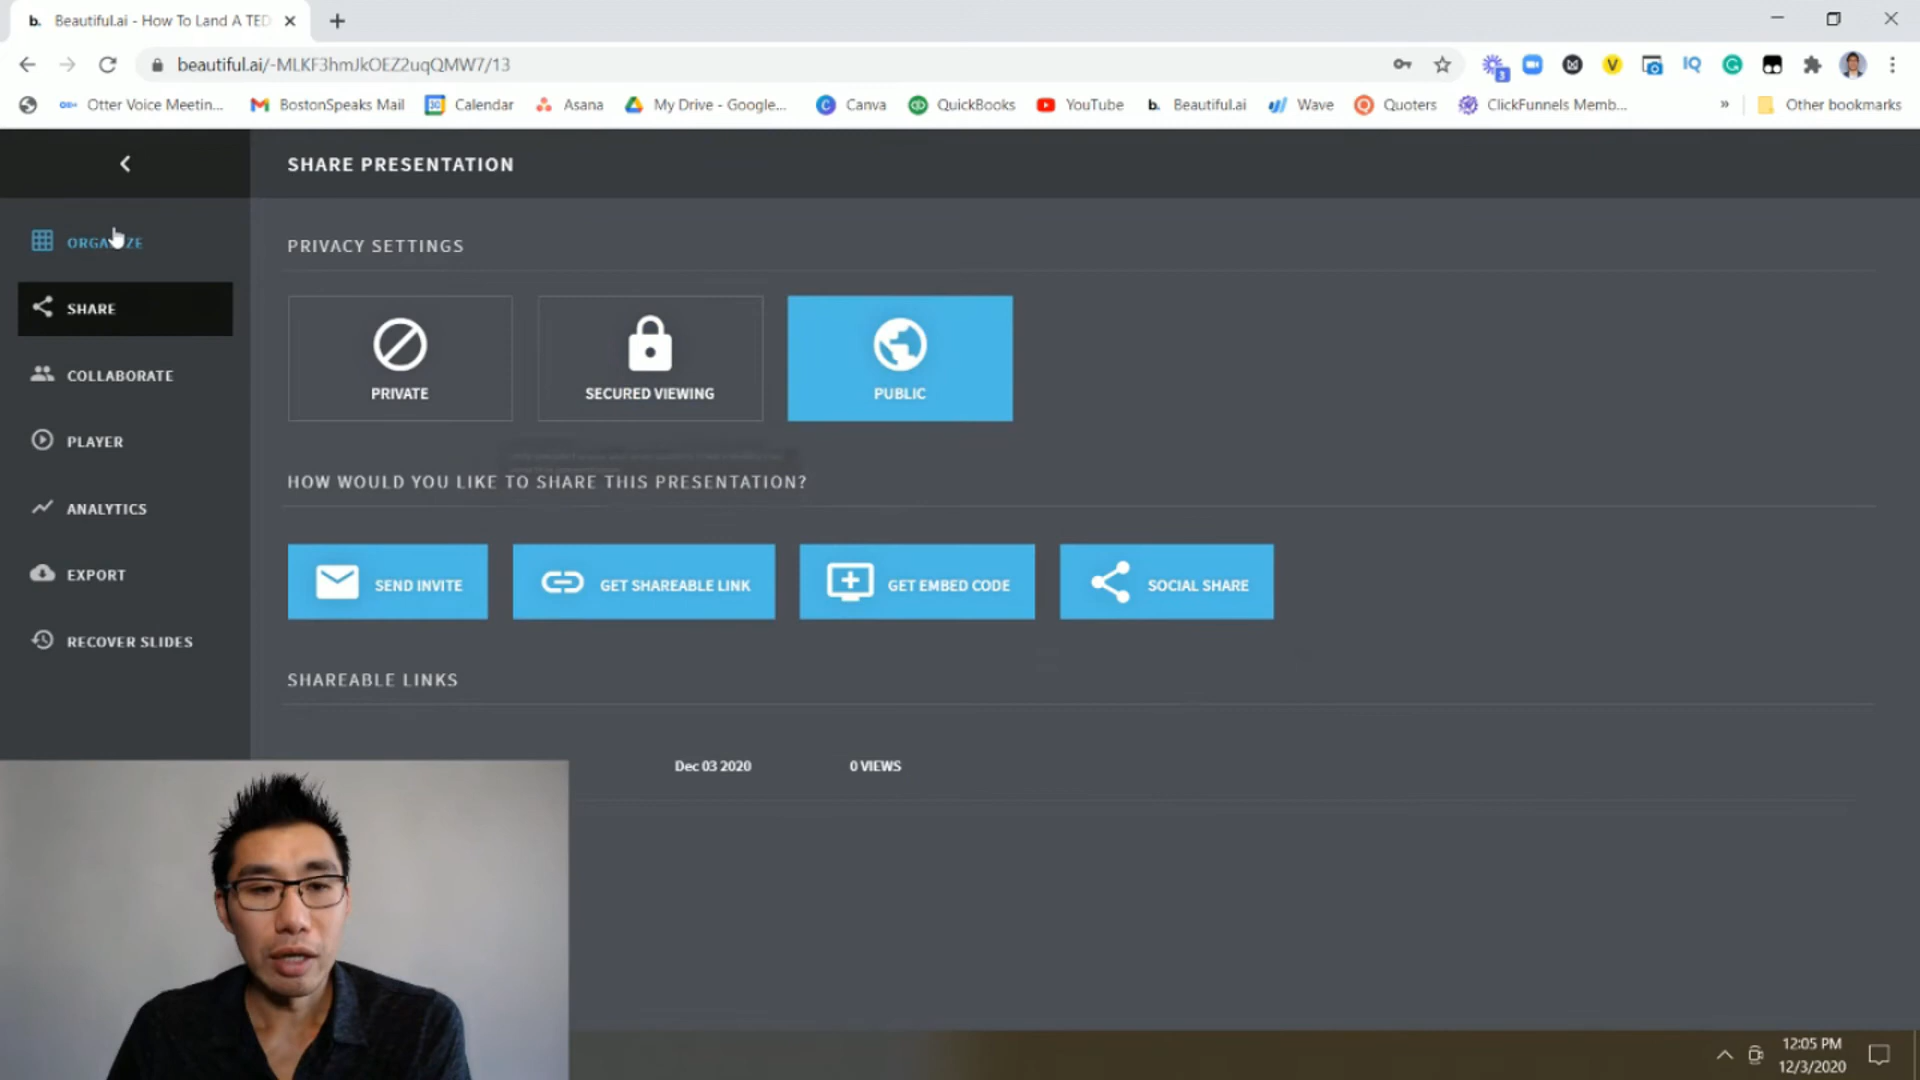 b. Beautiful.ai - How To Land A TED
beautiful.ai/-MLKF3hmJkOEZ2uqQMW7/13
Otter Voice Meetin... BostonSpeaks Mail Calendar Asana My Drive - Google... Canva QuickBooks YouTube b. Beautiful.ai Wave Quoters ClickFunnels Memb... » Other bookmarks
SHARE PRESENTATION
ORGANIZE
SHARE
COLLABORATE
PLAYER
ANALYTICS
EXPORT
RECOVER SLIDES
PRIVACY SETTINGS
PRIVATE SECURED VIEWING PUBLIC
HOW WOULD YOU LIKE TO SHARE THIS PRESENTATION?
SEND INVITE GET SHAREABLE LINK GET EMBED CODE SOCIAL SHARE
SHAREABLE LINKS
Dec 03 2020 0 VIEWS
12:05 PM
12/3/2020